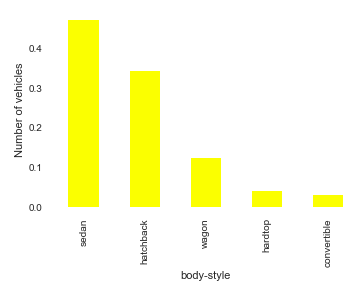 Number of vehicles
0.4
0.3
0.2
0.1
0.0
sedan
hatchback
wagon
hardtop
convertible
body-style